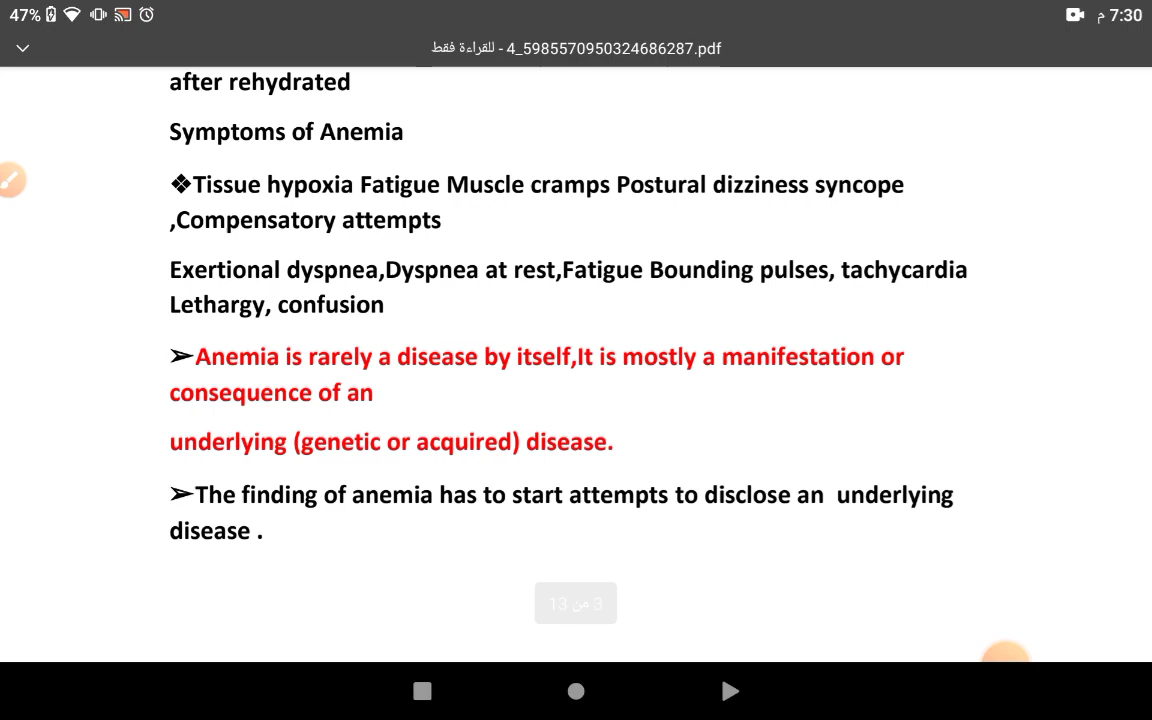 47%
7:30 م
4_5985570950324686287.pdf - للقراءة فقط
after rehydrated
Symptoms of Anemia
❖Tissue hypoxia Fatigue Muscle cramps Postural dizziness syncope
,Compensatory attempts
Exertional dyspnea,Dyspnea at rest,Fatigue Bounding pulses, tachycardia
Lethargy, confusion
➢Anemia is rarely a disease by itself,It is mostly a manifestation or
consequence of an
underlying (genetic or acquired) disease.
➢The finding of anemia has to start attempts to disclose an  underlying
disease .
3 من 13